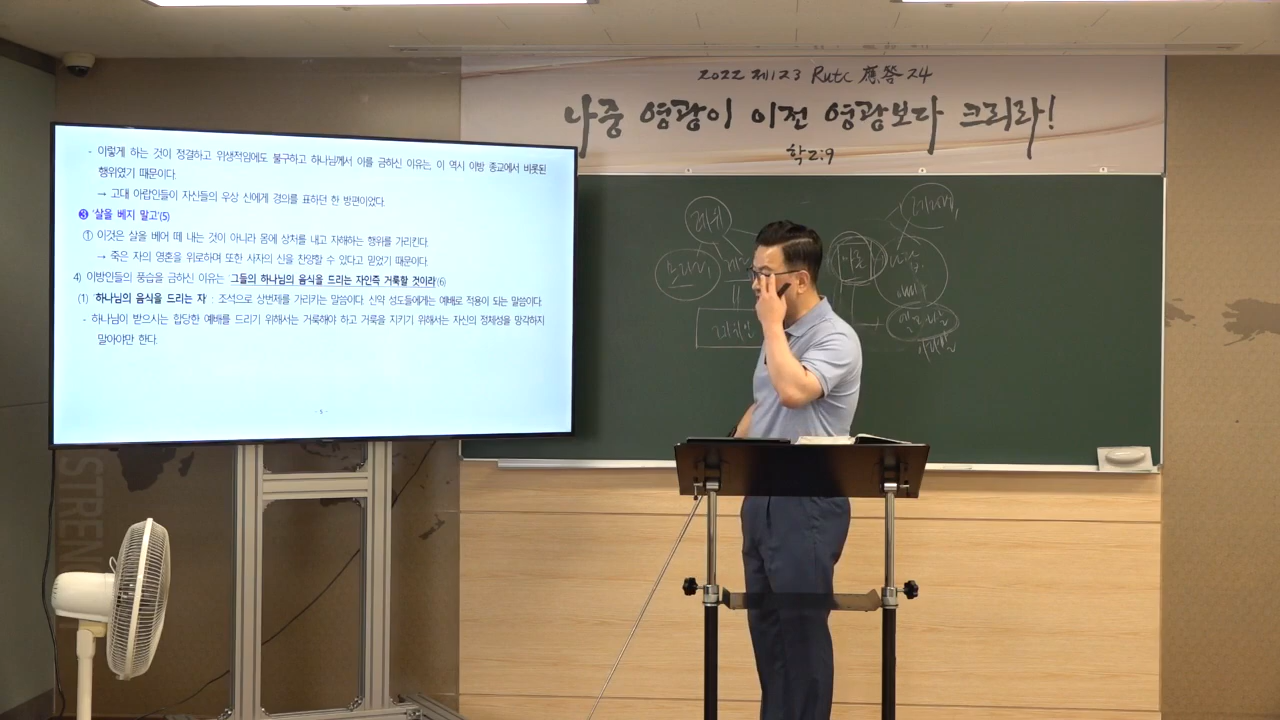 2022 제123 Rutc 應答 24
나중 영광이 이전 영광보다 크리라!
학2:9
- 이렇게 하는 것이 정결하고 위생적임에도 불구하고 하나님께서 이를 금하신 이유는, 이 역시 이방 종교에서 비롯된
행위였기 때문이다.
→ 고대 아랍인들이 자신들의 우상 신에게 경의를 표하던 한 방편이었다.
❸ '살을 베지 말고'(5)
① 이것은 살을 베어 떼 내는 것이 아니라 몸에 상처를 내고 자해하는 행위를 가리킨다.
→ 죽은 자의 영혼을 위로하며 또한 사자의 신을 찬양할 수 있다고 믿었기 때문이다.
4) 이방인들의 풍습을 금하신 이유는 '그들의 하나님의 음식을 드리는 자인즉 거룩할 것이라'(6)
(1) '하나님의 음식을 드리는 자' : 조석으로 상번제를 가리키는 말씀이다. 신약 성도들에게는 예배로 적용이 되는 말씀이다.
- 하나님이 받으시는 합당한 예배를 드리기 위해서는 거룩해야 하고 거룩을 지키기 위해서는 자신의 정체성을 망각하지
말아야만 한다.
- 5 -
STREN